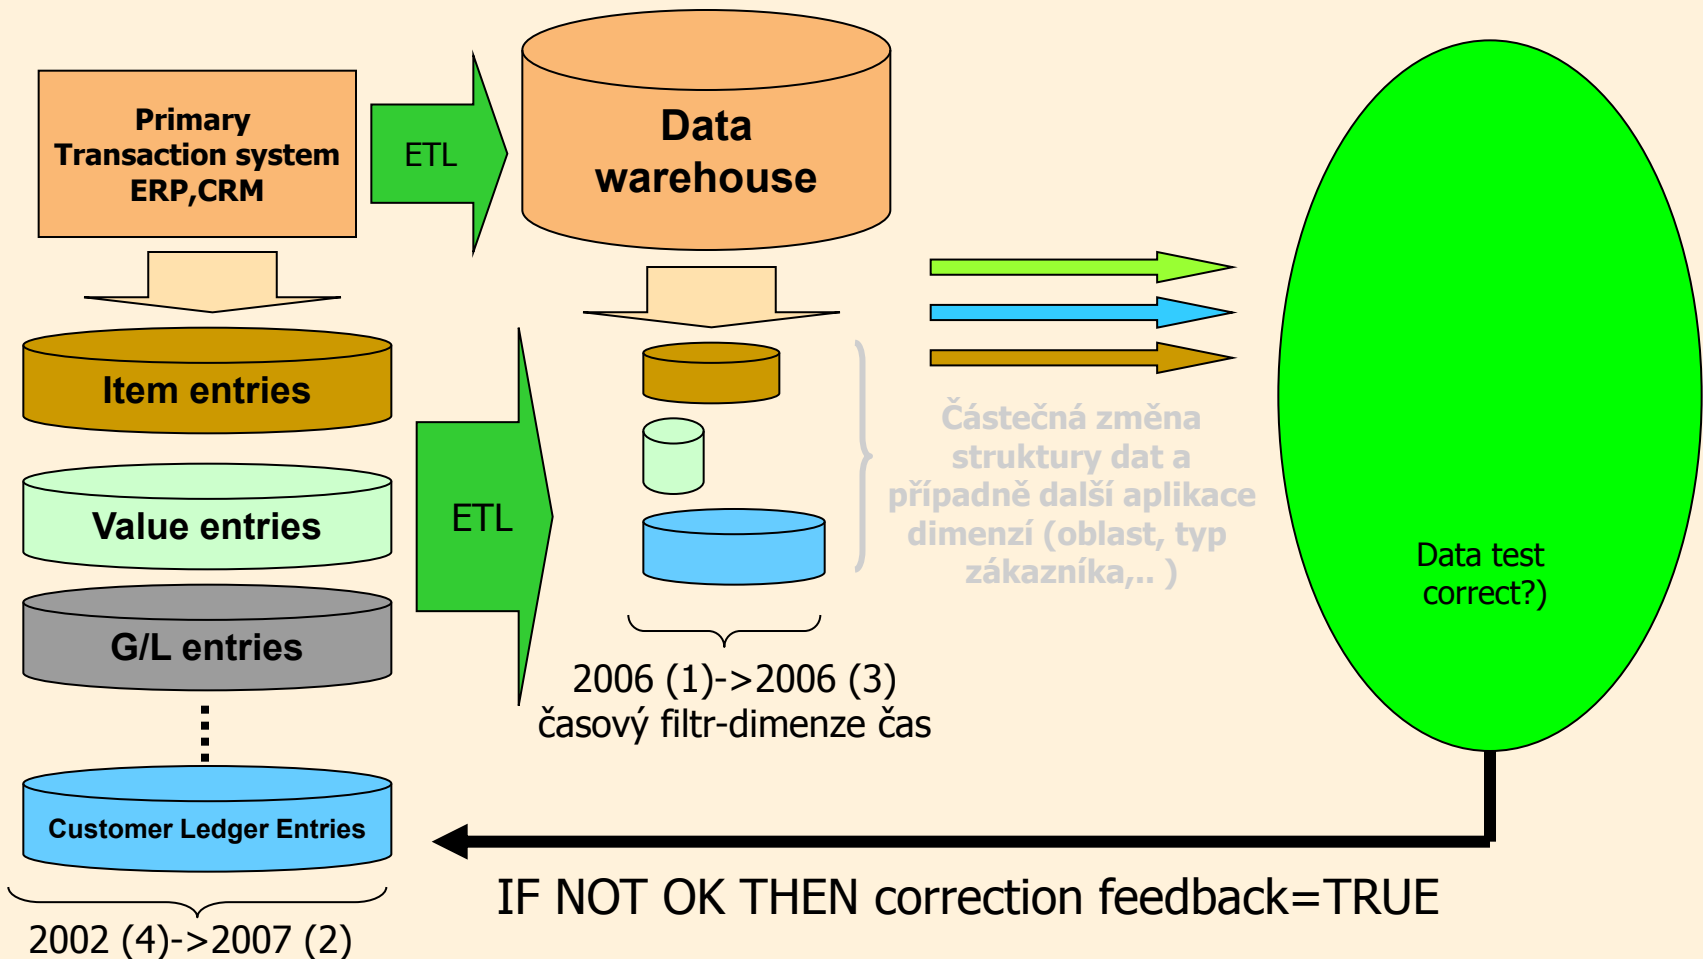 Primary
Transaction system
ERP,CRM
ETL
Data
warehouse
Item entries
Value entries
G/L entries
Customer Ledger Entries
2002 (4)->2007 (2)
ETL
2006 (1)->2006 (3)
časový filtr-dimenze čas
Částečná změna
struktury dat a
případně další aplikace
dimenzí (oblast, typ
zákazníka,.. )
Data test
correct?)
IF NOT OK THEN correction feedback=TRUE